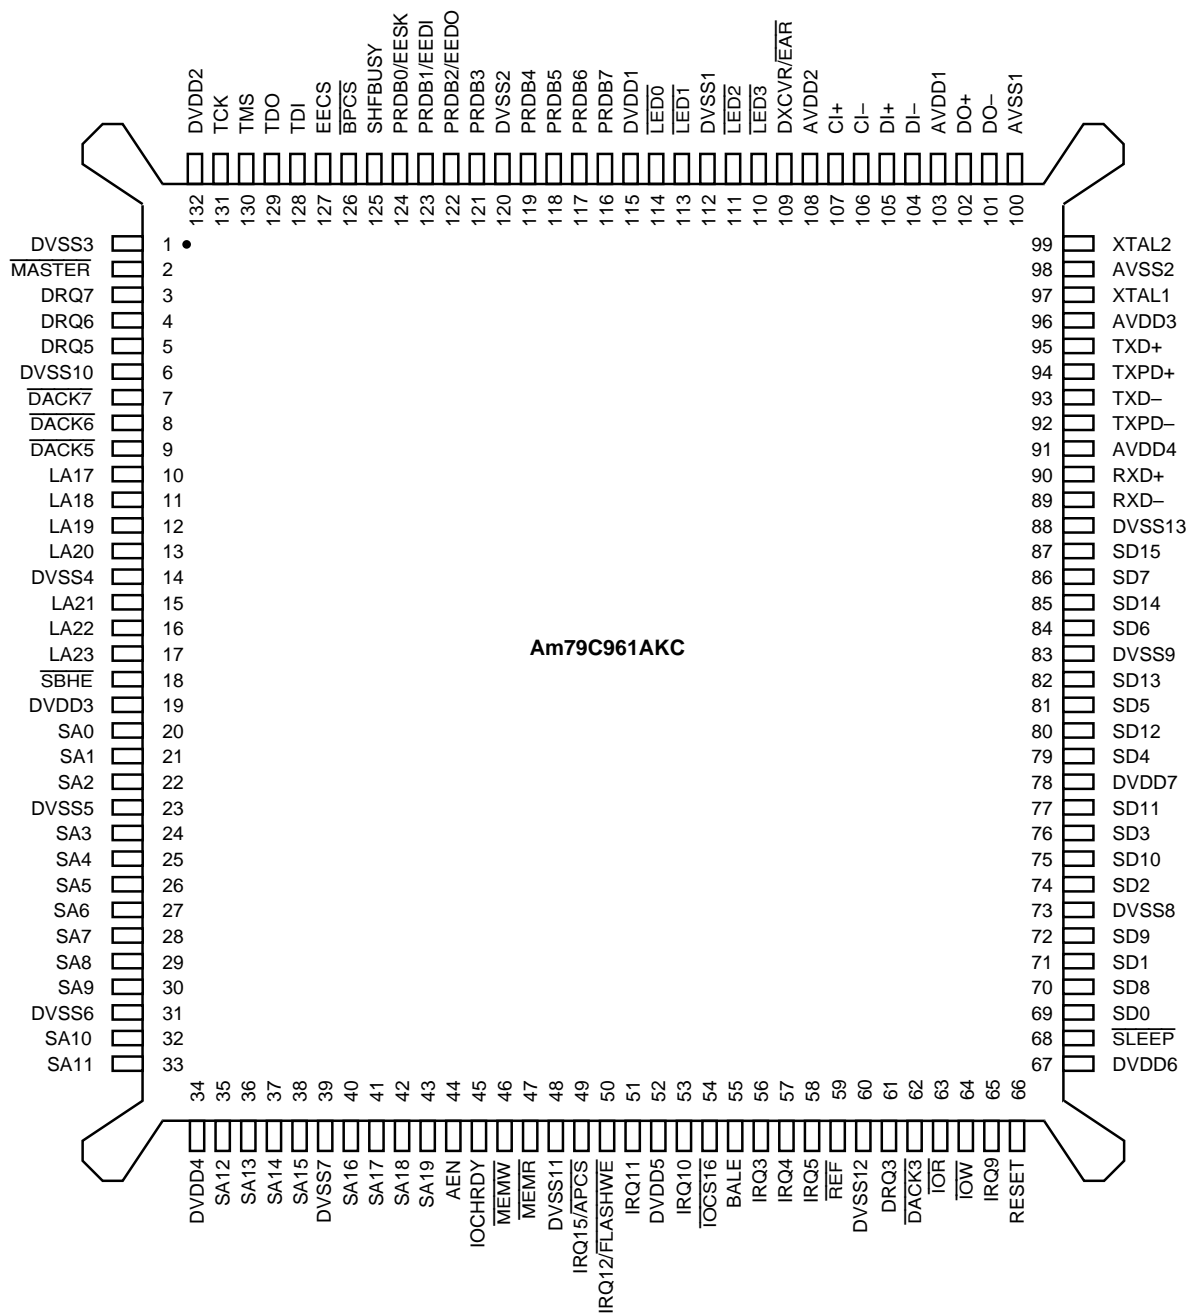 DVDD2
TCK
TMS
TDO
TDI
EECS
BPCS
SHFBUSY
PRDB0/EESK
PRDB1/EEDI
PRDB2/EEDO
PRDB3
DVSS2
PRDB4
PRDB5
PRDB6
PRDB7
DVDD1
LED0
LED1
DVSS1
LED2
LED3
DXCVR/EAR
AVDD2
CI+
CI–
DI+
DI–
AVDD1
DO+
DO–
AVSS1
132
131
130
129
128
127
126
125
124
123
122
121
120
119
118
117
116
115
114
113
112
111
110
109
108
107
106
105
104
103
102
101
100
DVSS3 1
MASTER 2
DRQ7 3
DRQ6 4
DRQ5 5
DVSS10 6
DACK7 7
DACK6 8
DACK5 9
LA17 10
LA18 11
LA19 12
LA20 13
DVSS4 14
LA21 15
LA22 16
LA23 17
SBHE 18
DVDD3 19
SA0 20
SA1 21
SA2 22
DVSS5 23
SA3 24
SA4 25
SA5 26
SA6 27
SA7 28
SA8 29
SA9 30
DVSS6 31
SA10 32
SA11 33
Am79C961AKC
99 XTAL2
98 AVSS2
97 XTAL1
96 AVDD3
95 TXD+
94 TXPD+
93 TXD–
92 TXPD–
91 AVDD4
90 RXD+
89 RXD–
88 DVSS13
87 SD15
86 SD7
85 SD14
84 SD6
83 DVSS9
82 SD13
81 SD5
80 SD12
79 SD4
78 DVDD7
77 SD11
76 SD3
75 SD10
74 SD2
73 DVSS8
72 SD9
71 SD1
70 SD8
69 SD0
68 SLEEP
67 DVDD6
34
35
36
37
38
39
40
41
42
43
44
45
46
47
48
49
50
51
52
53
54
55
56
57
58
59
60
61
62
63
64
65
66
DVDD4
SA12
SA13
SA14
SA15
DVSS7
SA16
SA17
SA18
SA19
AEN
IOCHRDY
MEMW
MEMR
DVSS11
IRQ15/APCS
IRQ12/FLASHWE
IRQ11
DVDD5
IRQ10
IOCS16
BALE
IRQ3
IRQ4
IRQ5
REF
DVSS12
DRQ3
DACK3
IOR
IOW
IRQ9
RESET